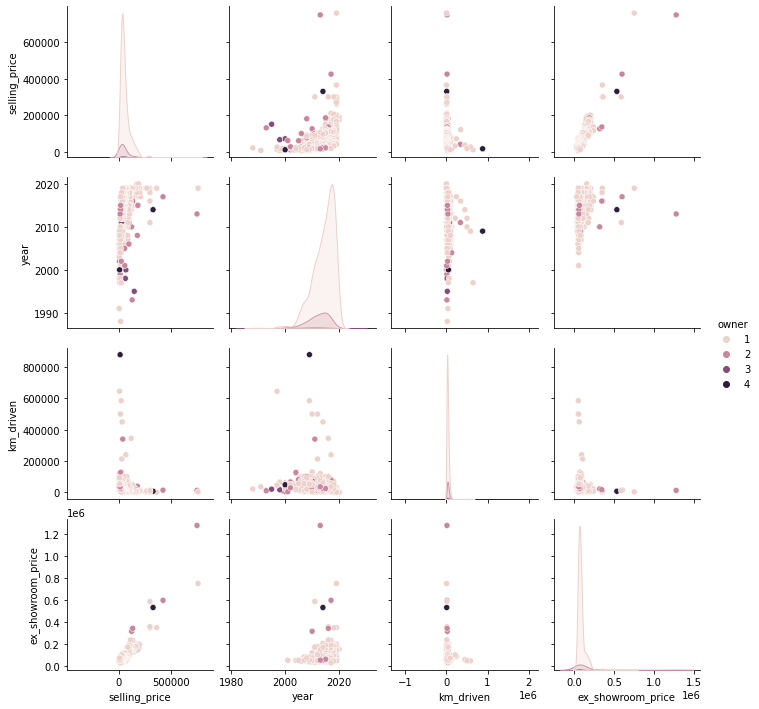 600000
400000
200000
0
selling_price
2020
2010
2000
1990
year
owner
1
2
3
4
800000
600000
400000
200000
0
km_driven
1e6
1.2
1.0
0.8
0.6
0.4
0.2
0.0
ex_showroom_price
0 500000
selling_price
1980 2000 2020
year
−1 0 1 2
1e6
km_driven
0.0 0.5 1.0 1.5
1e6
ex_showroom_price